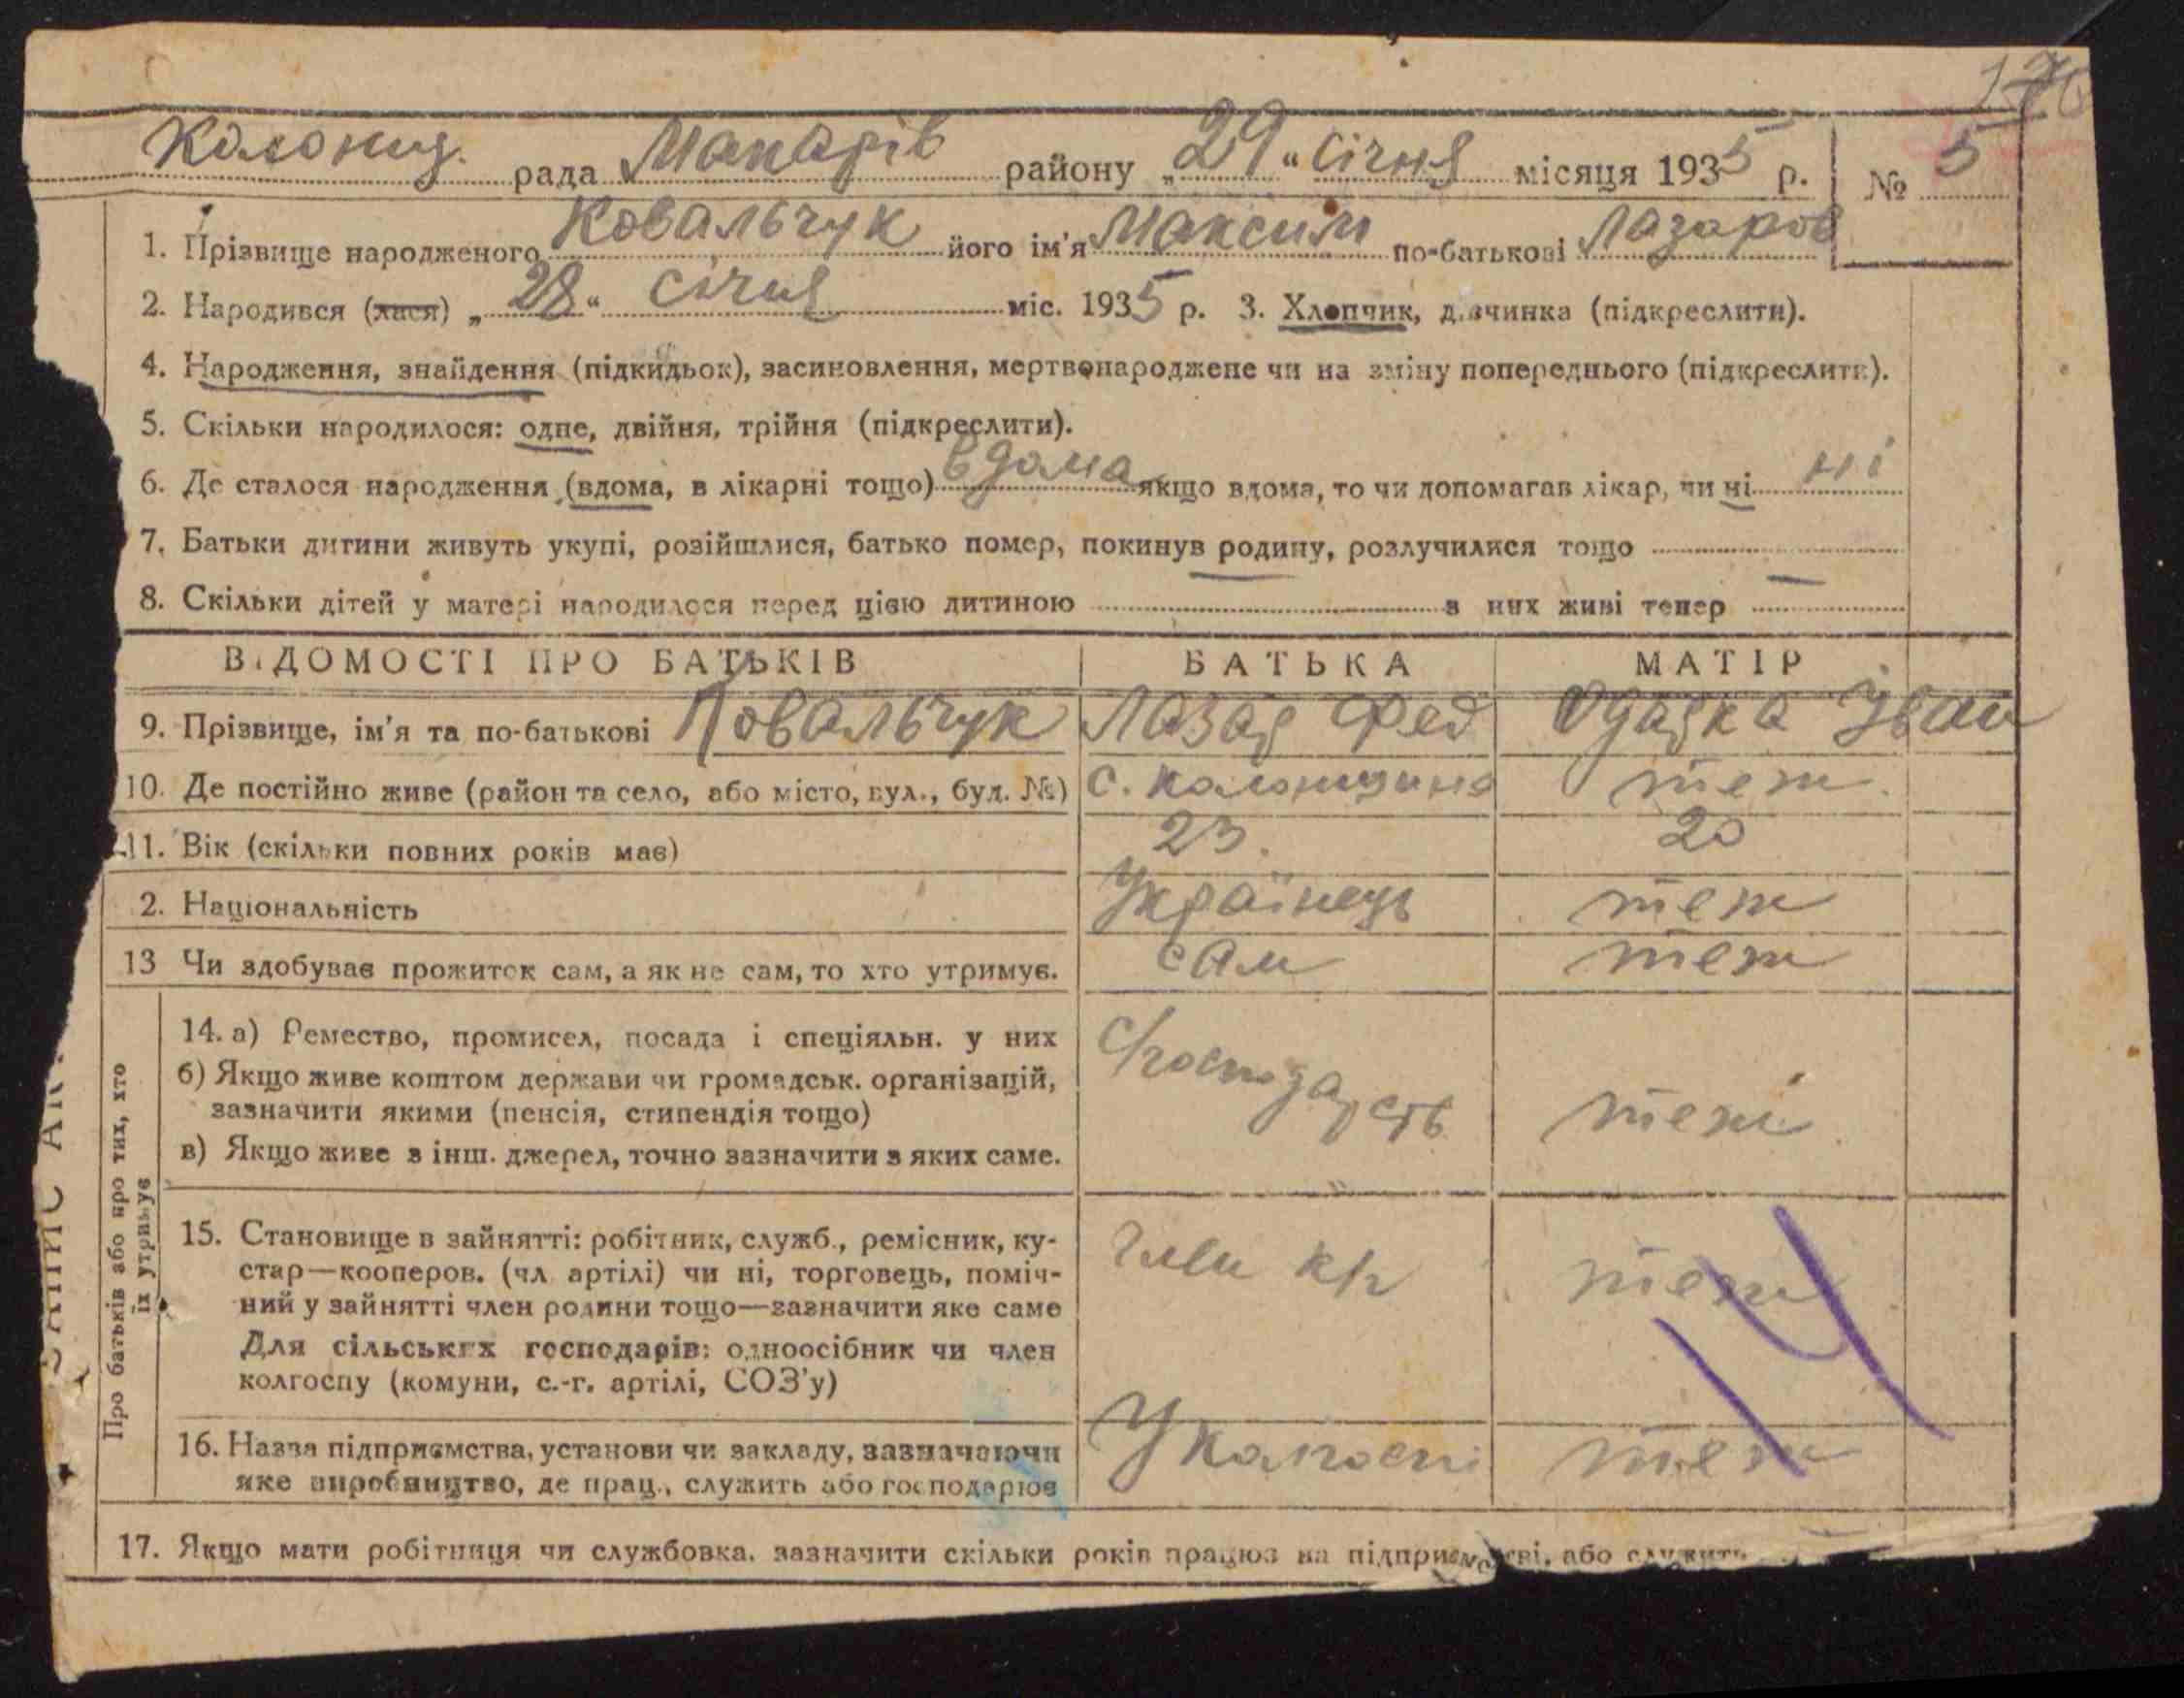 Колонщ. рада Макарів району „29“ січня місяця 1935 р. № 5
1. Прізвище народженого Ковальчук його ім'я Максим по-батькові Лазаров
2. Народився (лася) „28“ січня міс. 1935 р. 3. Хлопчик, дівчинка (підкреслити).
4. Народження, знайдення (підкидьок), засиновлення, мертвонароджене чи на зміну попереднього (підкреслити).
5. Скільки народилося: одне, двійня, трійня (підкреслити).
6. Де сталося народження (вдома, в лікарні тощо) вдома якщо вдома, то чи допомагав лікар, чи ні ні
7. Батьки дитини живуть укупі, розійшлися, батько помер, покинув родину, розлучилися тощо
8. Скільки дітей у матері народилося перед цією дитиною — з них живі тепер —
ВІДОМОСТІ ПРО БАТЬКІВ БАТЬКА МАТІР
9. Прізвище, ім'я та по-батькові Ковальчук Лазар Фед Одарка Іван
10. Де постійно живе (район та село, або місто, вул., буд. №) с. Колонщина теж.
11. Вік (скільки повних років має) 23. 20
2. Національність Українець теж
13 Чи здобуває прожиток сам, а як не сам, то хто утримує. сам теж
Про батьків або про тих, хто
їх утримує
14. а) Ремество, промисел, посада і спеціяльн. у них
б) Якщо живе коштом держави чи громадськ. організацій,
зазначити якими (пенсія, стипендія тощо)
в) Якщо живе з інш. джерел, точно зазначити з яких саме.
теж
15. Становище в зайнятті: робітник, служб., ремісник, ку-
стар—кооперов. (чл артілі) чи ні, торговець, поміч-
ний у зайнятті член родини тощо—зазначити яке саме
Для сільських господарів: одноосібник чи член
колгоспу (комуни, с.-г. артілі, СОЗ'у)
член теж
16. Назва підприємства, установи чи закладу, зазначаючи
яке виробництво, де прац., служить або господарює
У колгоспі теж
17. Якщо мати робітниця чи службовка, зазначити скільки років працює на підприємстві, або служить